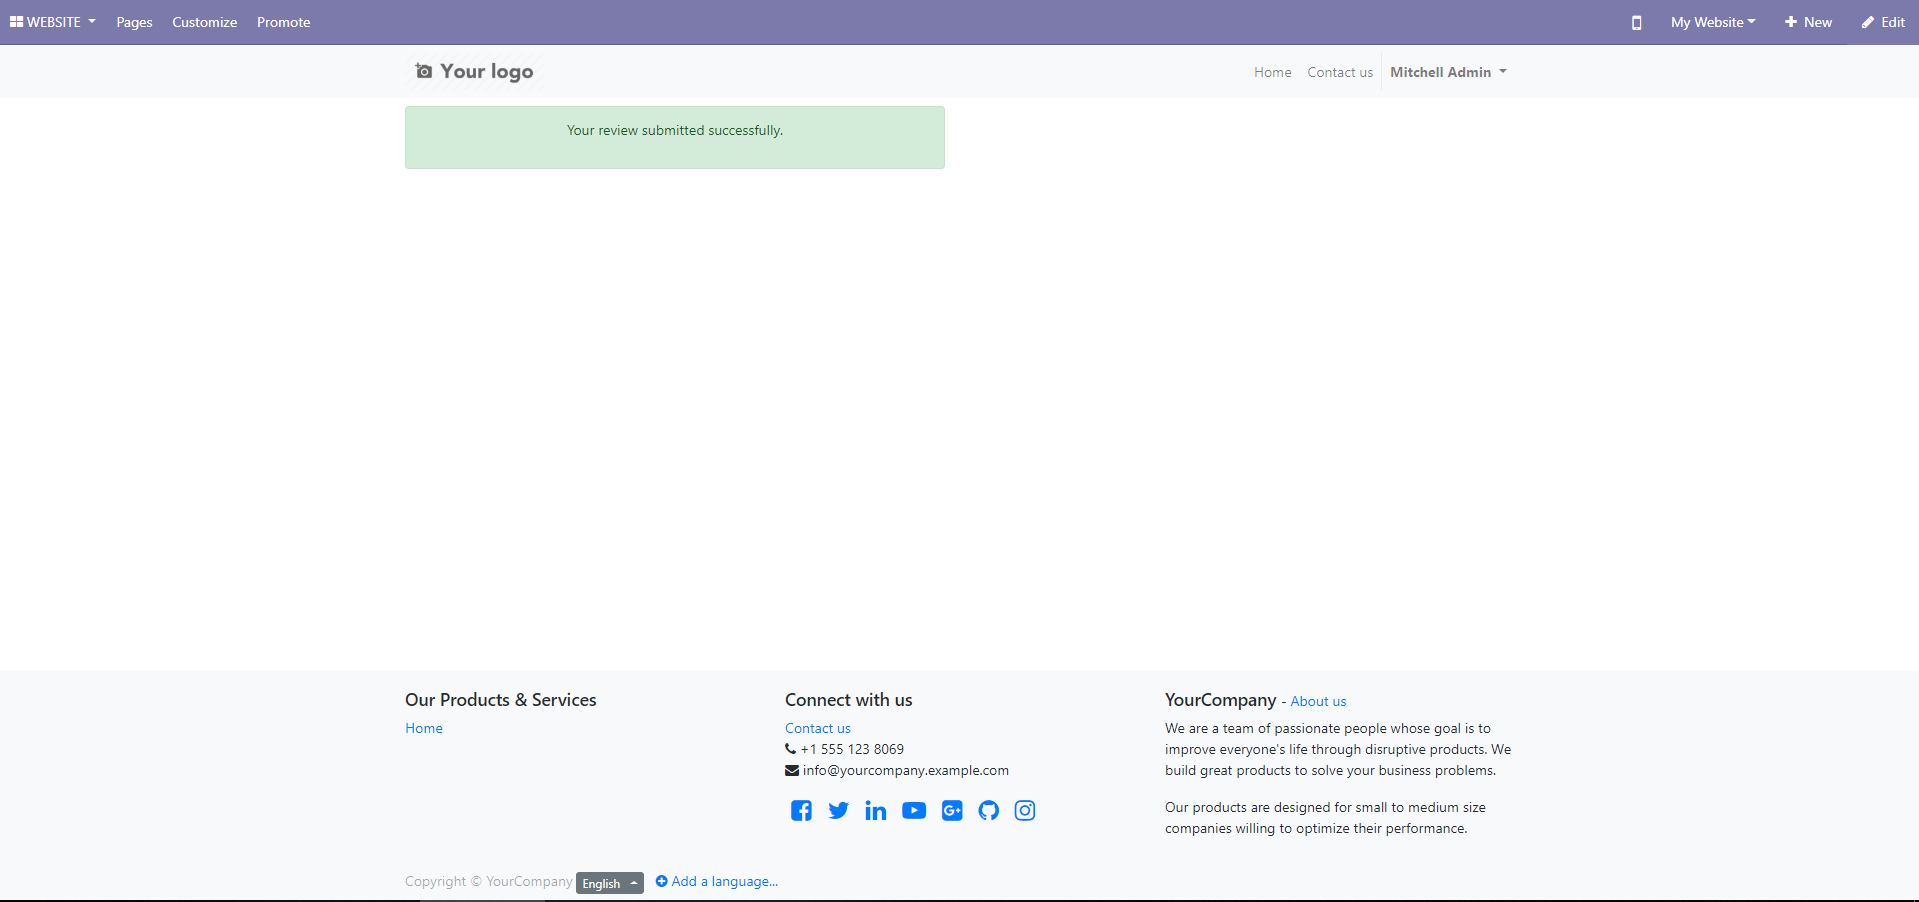 WEBSITE Pages Customize Promote My Website New Edit
Your logo Home Contact us Mitchell Admin
Your review submitted successfully.
Our Products & Services
Home
Connect with us
Contact us
+1 555 123 8069
info@yourcompany.example.com
YourCompany - About us
We are a team of passionate people whose goal is to
improve everyone's life through disruptive products. We
build great products to solve your business problems.
Our products are designed for small to medium size
companies willing to optimize their performance.
Copyright © YourCompany English Add a language...